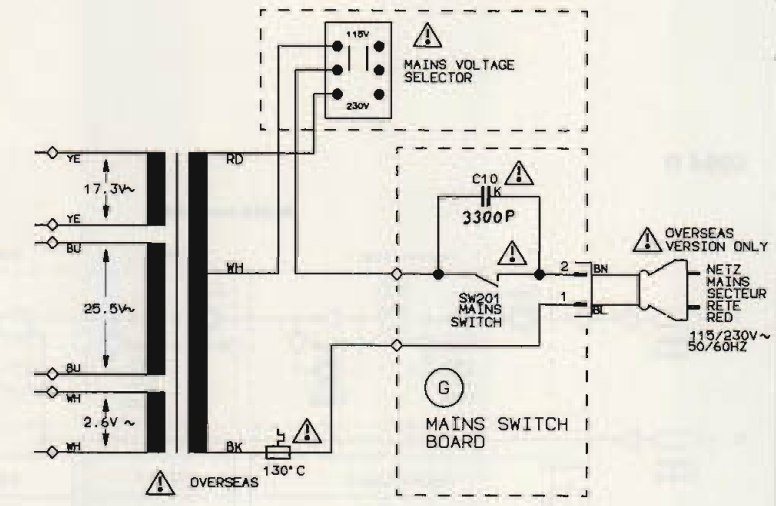 115V
230V
MAINS VOLTAGE
SELECTOR
YE
17.3V~
YE
BU
25.5V~
BU
WH
2.6V ~
WH
RD
WH
BK
130°C
OVERSEAS
C10
K
3300P
SW201
MAINS
SWITCH
2
BN
1
BL
G
MAINS SWITCH
BOARD
OVERSEAS
VERSION ONLY
NETZ
MAINS
SECTEUR
RETE
RED
115/230V~
50/60HZ